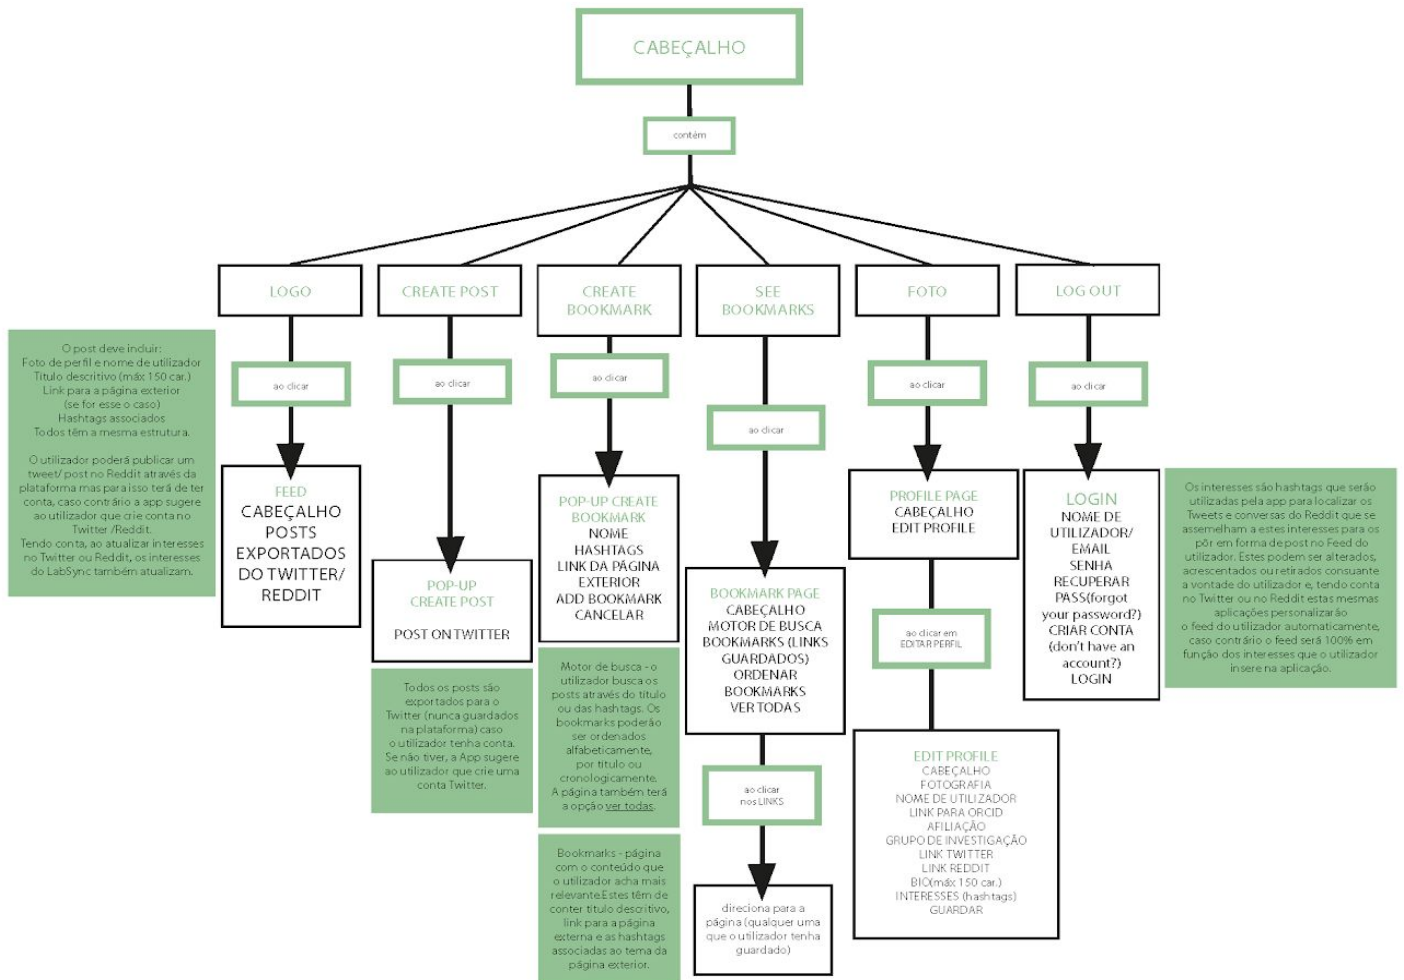 CABEÇALHO
contém
LOGO
CREATE POST
CREATE
BOOKMARK
SEE
BOOKMARKS
FOTO
LOG OUT
O post deve incluir:
Foto de perfil e nome de utilizador
Titulo descritivo (máx 150 car.)
Link para a página exterior
(se for esse o caso)
Hashtags associados
Todos têm a mesma estrutura.
O utilizador poderá publicar um
tweet/ post no Reddit através da
plataforma mas para isso terá de ter
conta, caso contrário a app sugere
ao utilizador que crie conta no
Twitter /Reddit.
Tendo conta, ao atualizar interesses
no Twitter ou Reddit, os interesses
do LabSync também atualizam.
ao clicar
FEED
CABEÇALHO
POSTS
EXPORTADOS
DO TWITTER/
REDDIT
ao clicar
POP-UP
CREATE POST
POST ON TWITTER
Todos os posts são
exportados para o
Twitter (nunca guardados
na plataforma) caso
o utilizador tenha conta.
Se não tiver, a App sugere
ao utilizador que crie uma
conta Twitter.
ao clicar
POP-UP CREATE
BOOKMARK
NOME
HASHTAGS
LINK DA PÁGINA
EXTERIOR
ADD BOOKMARK
CANCELAR
Motor de busca - o
utilizador busca os
posts através do título
ou das hashtags. Os
bookmarks poderão
ser ordenados
alfabeticamente,
por título ou
cronologicamente.
A página também terá
a opção ver todas.
Bookmarks - página
com o conteúdo que
o utilizador acha mais
relevante.Estes têm de
conter titulo descritivo,
link para a página
externa e as hashtags
associadas ao tema da
página exterior.
ao clicar
BOOKMARK PAGE
CABEÇALHO
MOTOR DE BUSCA
BOOKMARKS (LINKS
GUARDADOS)
ORDENAR
BOOKMARKS
VER TODAS
ao clicar
nos LINKS
direciona para a
página (qualquer uma
que o utilizador tenha
guardado)
ao clicar
PROFILE PAGE
CABEÇALHO
EDIT PROFILE
ao clicar em
EDITAR PERFIL
EDIT PROFILE
CABEÇALHO
FOTOGRAFIA
NOME DE UTILIZADOR
LINK PARA ORCID
AFILIAÇÃO
GRUPO DE INVESTIGAÇÃO
LINK TWITTER
LINK REDDIT
BIO(máx 150 car.)
INTERESSES (hashtags)
GUARDAR
ao clicar
LOGIN
NOME DE
UTILIZADOR/
EMAIL
SENHA
RECUPERAR
PASS(forgot
your password?)
CRIAR CONTA
(don't have an
account?)
LOGIN
Os interesses são hashtags que serão
utilizadas pela app para localizar os
Tweets e conversas do Reddit que se
assemelham a estes interesses para os
pôr em forma de post no Feed do
utilizador. Estes podem ser alterados,
acrescentados ou retirados consuante
a vontade do utilizador e, tendo conta
no Twitter ou no Reddit estas mesmas
aplicações personalizarão
o feed do utilizador automaticamente,
caso contrário o feed será 100% em
função dos interesses que o utilizador
insere na aplicação.